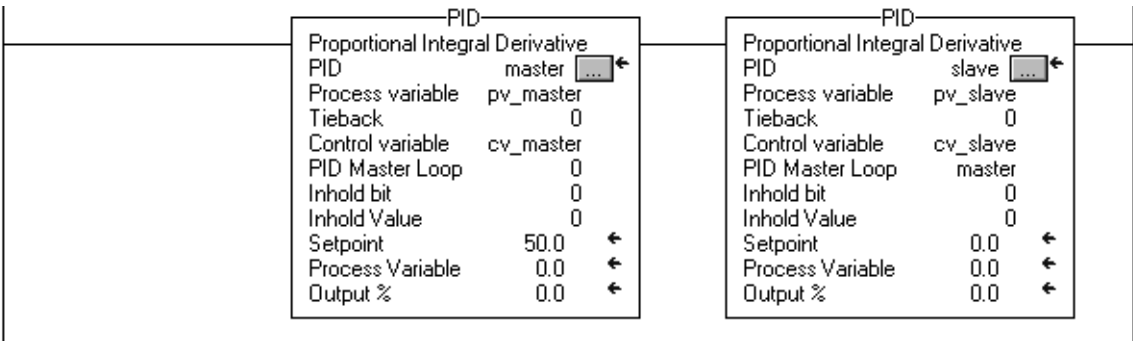 PID
Proportional Integral Derivative
PID master ...
Process variable pv_master
Tieback 0
Control variable cv_master
PID Master Loop 0
Inhold bit 0
Inhold Value 0
Setpoint 50.0
Process Variable 0.0
Output % 0.0
PID
Proportional Integral Derivative
PID slave ...
Process variable pv_slave
Tieback 0
Control variable cv_slave
PID Master Loop master
Inhold bit 0
Inhold Value 0
Setpoint 0.0
Process Variable 0.0
Output % 0.0